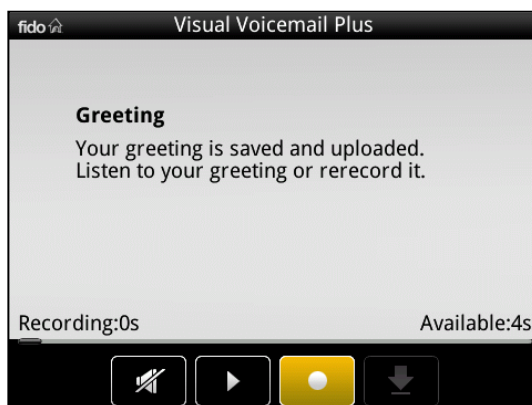 fido
Visual Voicemail Plus
Greeting
Your greeting is saved and uploaded.
Listen to your greeting or rerecord it.
Recording:0s
Available:4s